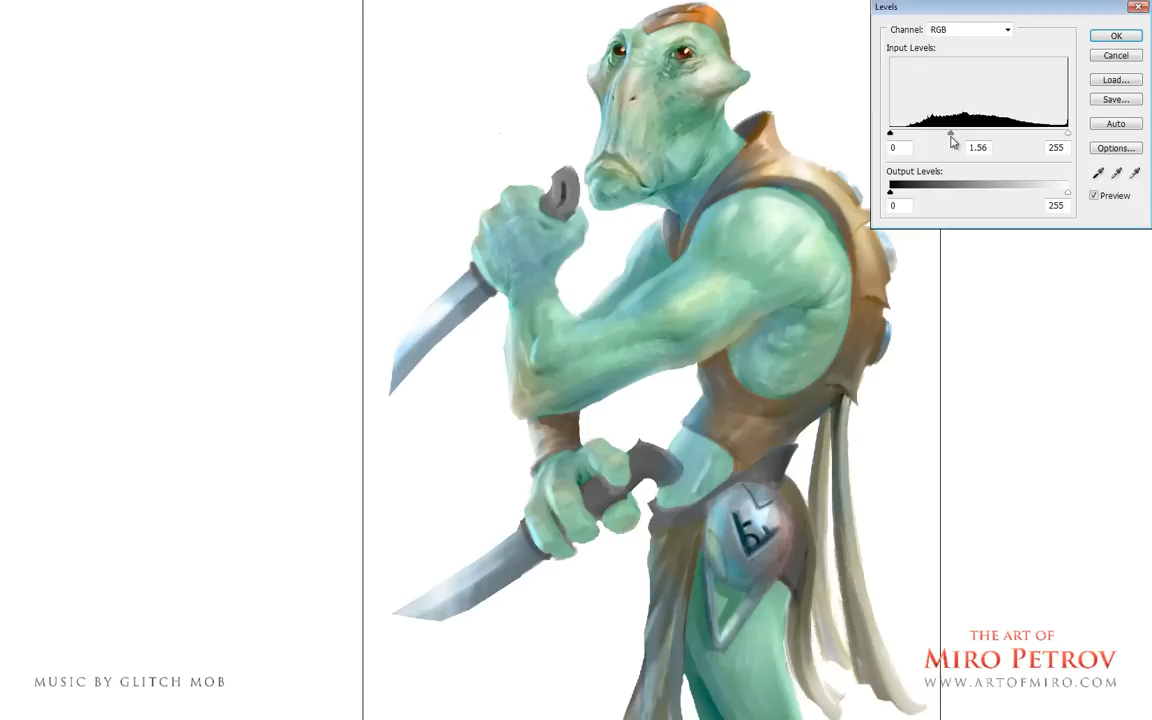 Levels
Channel: RGB
Input Levels:
0 1.56 255
Output Levels:
0 255
OK
Cancel
Load...
Save...
Auto
Options...
Preview
THE ART OF
MIRO PETROV
WWW.ARTOFMIRO.COM
MUSIC BY GLITCH MOB